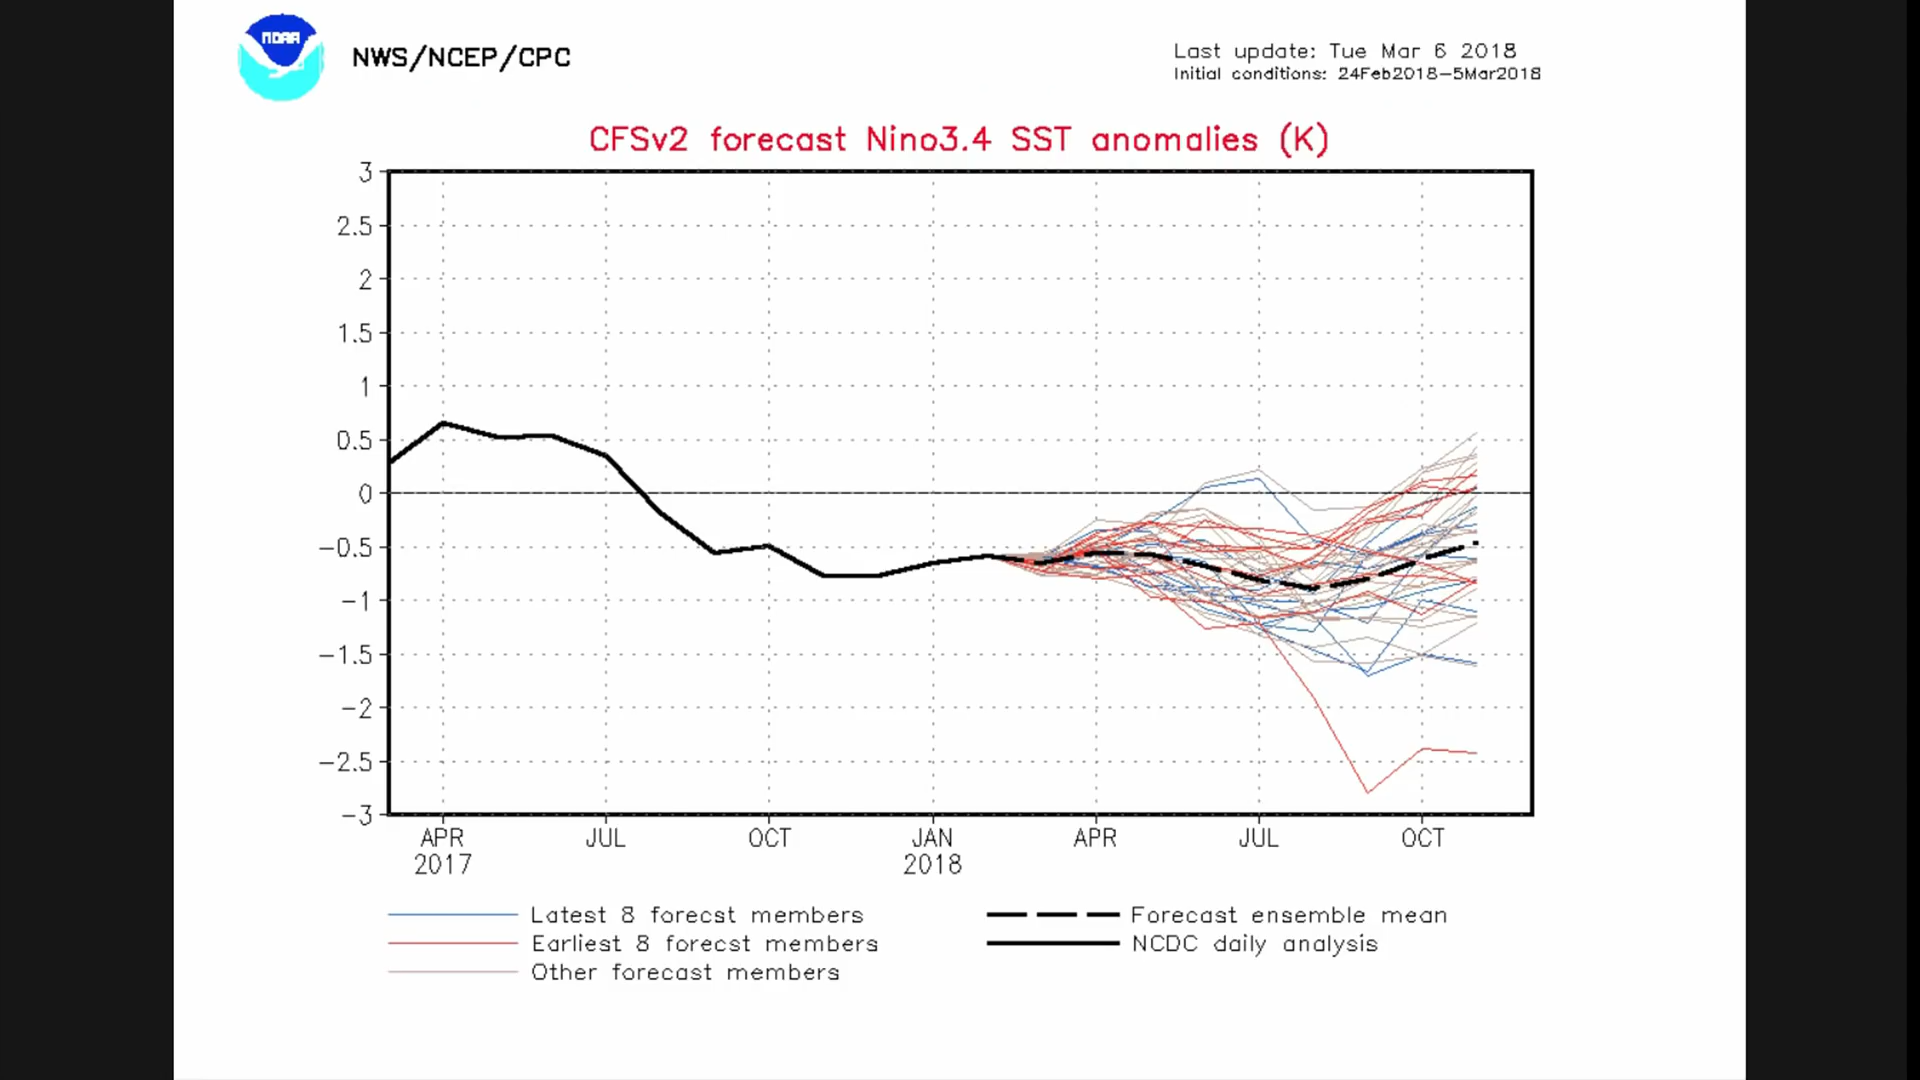 NOAA
NWS/NCEP/CPC
Last update: Tue Mar 6 2018
Initial conditions: 24Feb2018-5Mar2018
CFSv2 forecast Nino3.4 SST anomalies (K)
3
2.5
2
1.5
1
0.5
0
-0.5
-1
-1.5
-2
-2.5
-3
APR JUL OCT JAN APR JUL OCT
2017 2018
Latest 8 forecst members
Earliest 8 forecst members
Other forecast members
Forecast ensemble mean
NCDC daily analysis